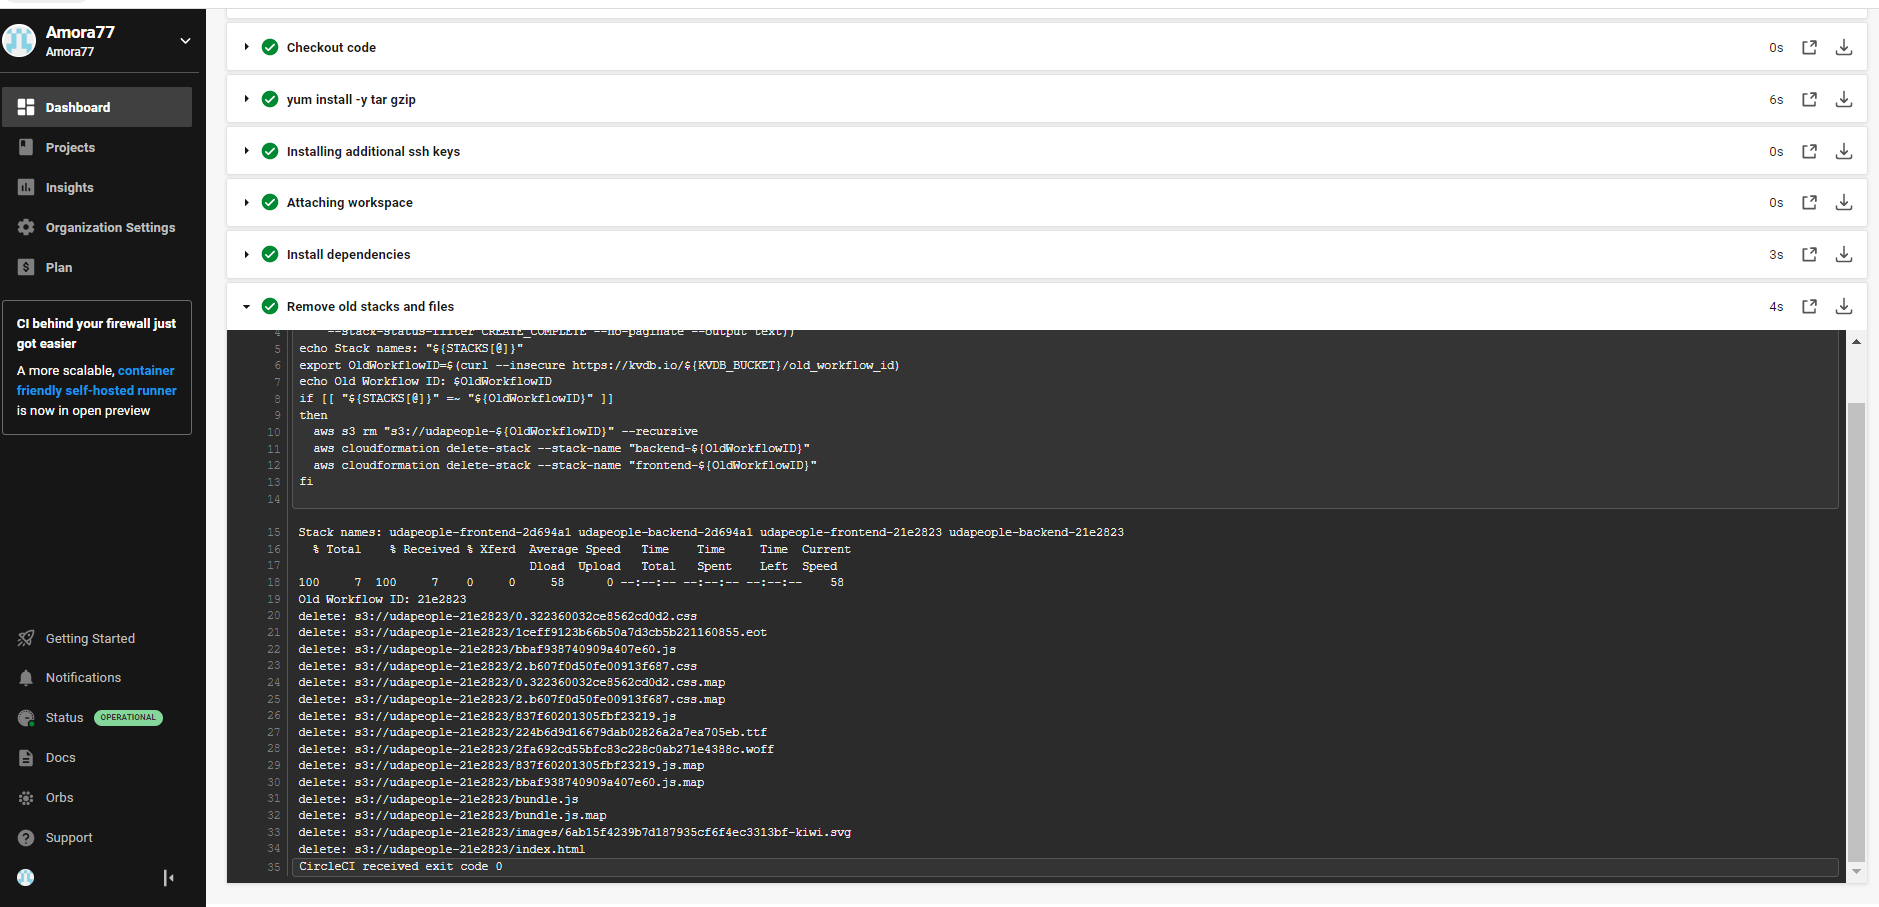 Amora77
Amora77
Dashboard
Projects
Insights
Organization Settings
Plan
CI behind your firewall just
got easier
A more scalable, container
friendly self-hosted runner
is now in open preview
Getting Started
Notifications
Status OPERATIONAL
Docs
Orbs
Support
Checkout code 0s
yum install -y tar gzip 6s
Installing additional ssh keys 0s
Attaching workspace 0s
Install dependencies 3s
Remove old stacks and files 4s
4 --stack-status-filter CREATE_COMPLETE --no-paginate --output text))
5 echo Stack names: "${STACKS[@]}"
6 export OldWorkflowID=$(curl --insecure https://kvdb.io/${KVDB_BUCKET}/old_workflow_id)
7 echo Old Workflow ID: $OldWorkflowID
8 if [[ "${STACKS[@]}" =~ "${OldWorkflowID}" ]]
9 then
10 aws s3 rm "s3://udapeople-${OldWorkflowID}" --recursive
11 aws cloudformation delete-stack --stack-name "backend-${OldWorkflowID}"
12 aws cloudformation delete-stack --stack-name "frontend-${OldWorkflowID}"
13 fi
14
15 Stack names: udapeople-frontend-2d694a1 udapeople-backend-2d694a1 udapeople-frontend-21e2823 udapeople-backend-21e2823
16 % Total % Received % Xferd Average Speed Time Time Time Current
17 Dload Upload Total Spent Left Speed
18 100 7 100 7 0 0 58 0 --:--:-- --:--:-- --:--:-- 58
19 Old Workflow ID: 21e2823
20 delete: s3://udapeople-21e2823/0.322360032ce8562cd0d2.css
21 delete: s3://udapeople-21e2823/1ceff9123b66b50a7d3cb5b221160855.eot
22 delete: s3://udapeople-21e2823/bbaf938740909a407e60.js
23 delete: s3://udapeople-21e2823/2.b607f0d50fe00913f687.css
24 delete: s3://udapeople-21e2823/0.322360032ce8562cd0d2.css.map
25 delete: s3://udapeople-21e2823/2.b607f0d50fe00913f687.css.map
26 delete: s3://udapeople-21e2823/837f60201305fbf23219.js
27 delete: s3://udapeople-21e2823/224b6d9d16679dab02826a2a7ea705eb.ttf
28 delete: s3://udapeople-21e2823/2fa692cd55bfc83c228c0ab271e4388c.woff
29 delete: s3://udapeople-21e2823/837f60201305fbf23219.js.map
30 delete: s3://udapeople-21e2823/bbaf938740909a407e60.js.map
31 delete: s3://udapeople-21e2823/bundle.js
32 delete: s3://udapeople-21e2823/bundle.js.map
33 delete: s3://udapeople-21e2823/images/6ab15f4239b7d187935cf6f4ec3313bf-kiwi.svg
34 delete: s3://udapeople-21e2823/index.html
35 CircleCI received exit code 0